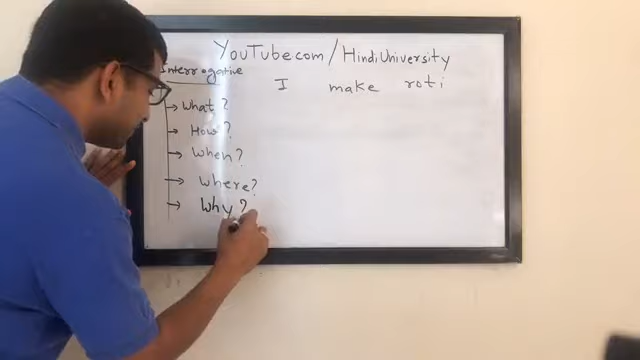 YouTube.com/HindiUniversity
Interrogative
I make roti
What?
How?
When?
where?
Why?